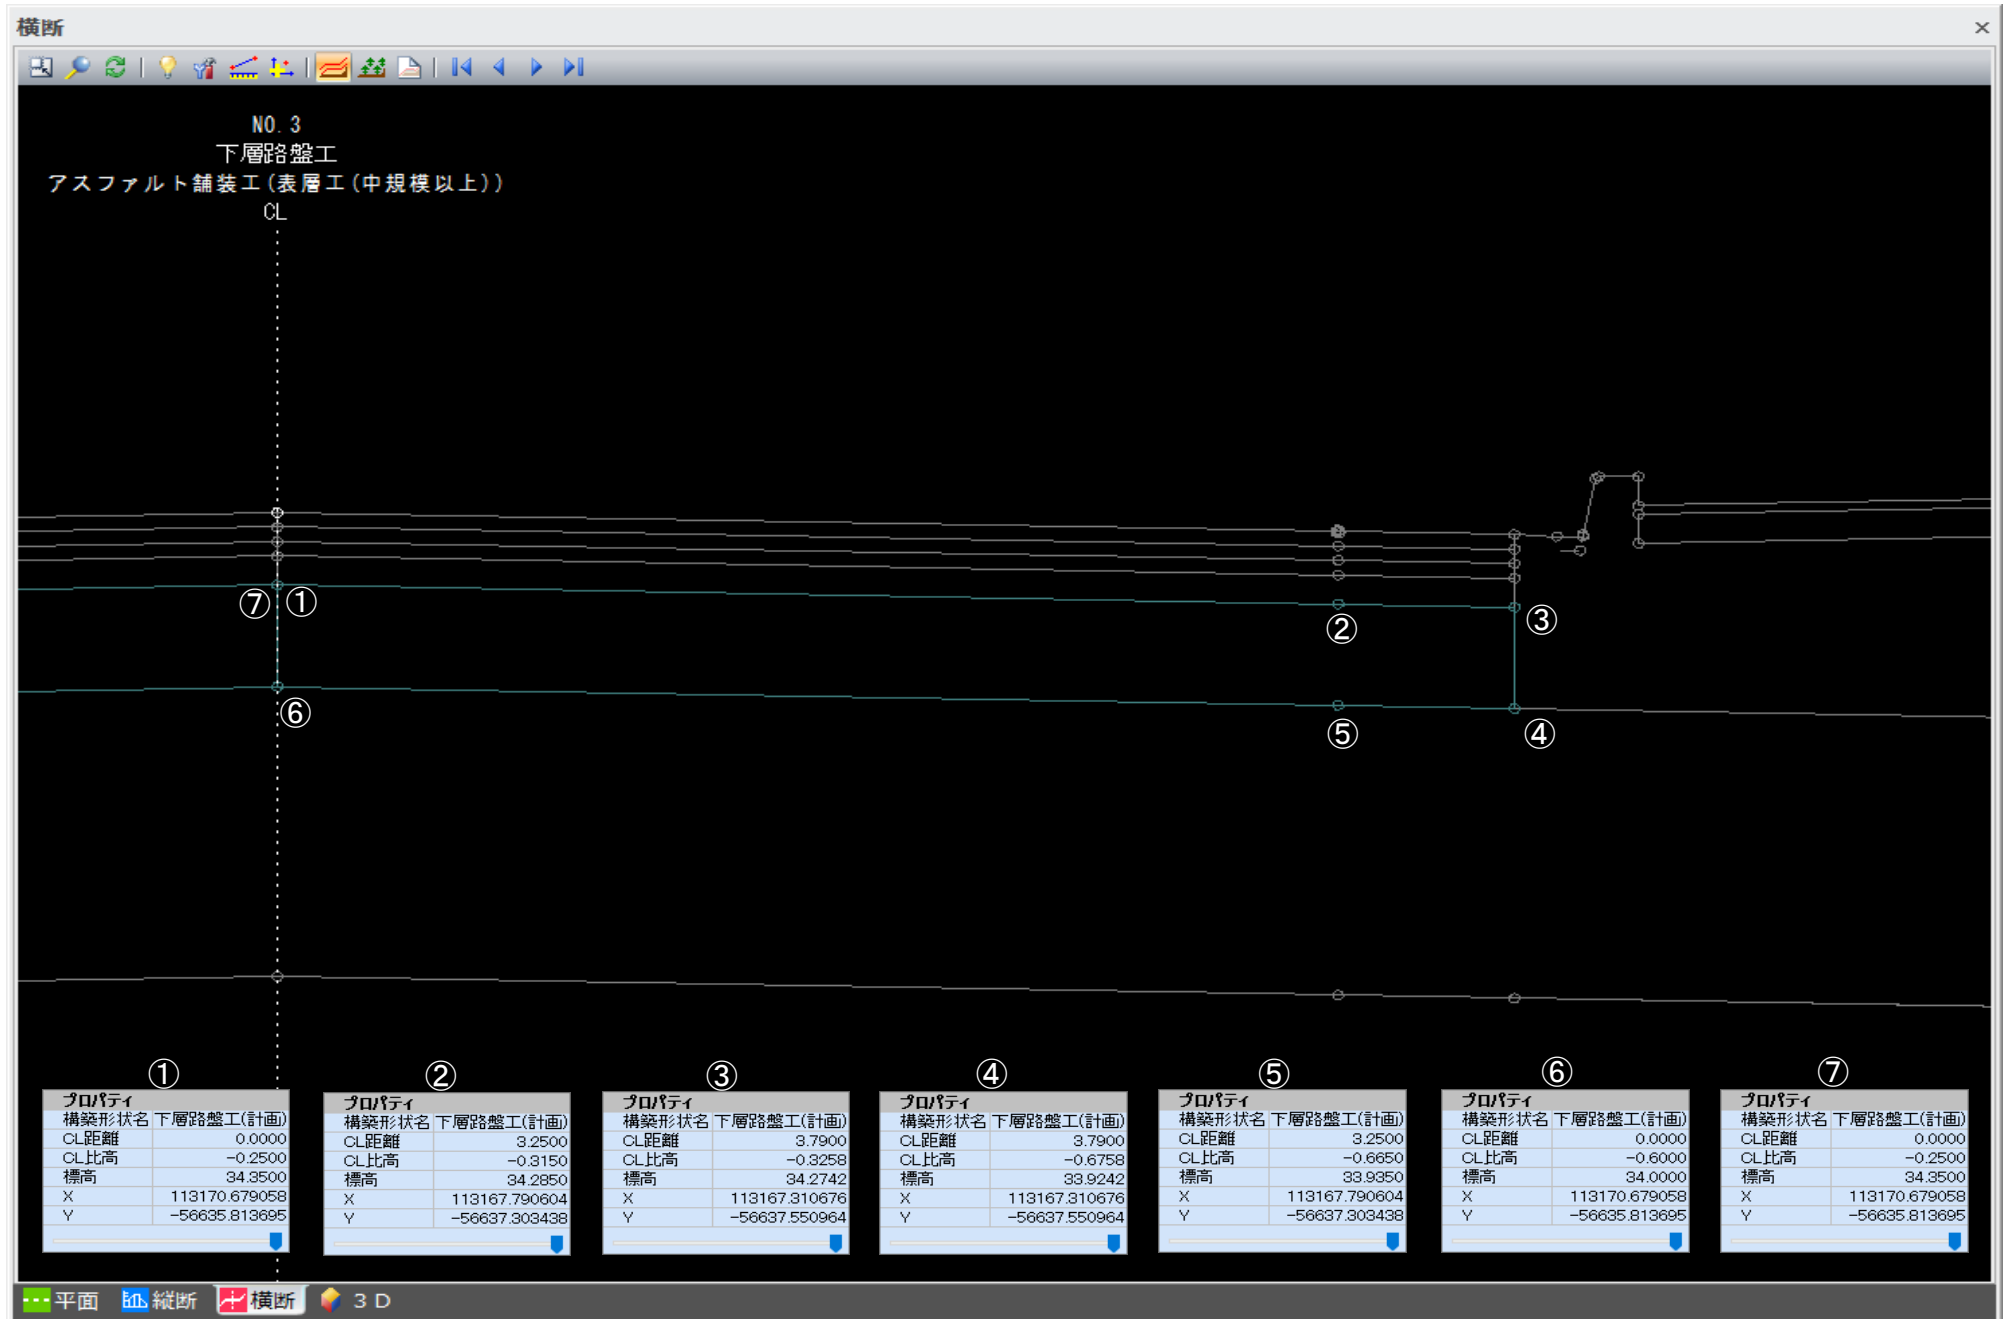 横断
NO.3
下層路盤工
アスファルト舗装工(表層工(中規模以上))
CL
⑦ ①
② ③
⑥
⑤ ④
①
プロパティ
構築形状名 下層路盤工(計画)
CL距離 0.0000
CL比高 -0.2500
標高 34.3500
X 113170.679058
Y -56635.813695
②
プロパティ
構築形状名 下層路盤工(計画)
CL距離 3.2500
CL比高 -0.3150
標高 34.2850
X 113167.790604
Y -56637.303438
③
プロパティ
構築形状名 下層路盤工(計画)
CL距離 3.7900
CL比高 -0.3258
標高 34.2742
X 113167.310676
Y -56637.550964
④
プロパティ
構築形状名 下層路盤工(計画)
CL距離 3.7900
CL比高 -0.6758
標高 33.9242
X 113167.310676
Y -56637.550964
⑤
プロパティ
構築形状名 下層路盤工(計画)
CL距離 3.2500
CL比高 -0.6650
標高 33.9350
X 113167.790604
Y -56637.303438
⑥
プロパティ
構築形状名 下層路盤工(計画)
CL距離 0.0000
CL比高 -0.6000
標高 34.0000
X 113170.679058
Y -56635.813695
⑦
プロパティ
構築形状名 下層路盤工(計画)
CL距離 0.0000
CL比高 -0.2500
標高 34.3500
X 113170.679058
Y -56635.813695
平面 縦断 横断 3D